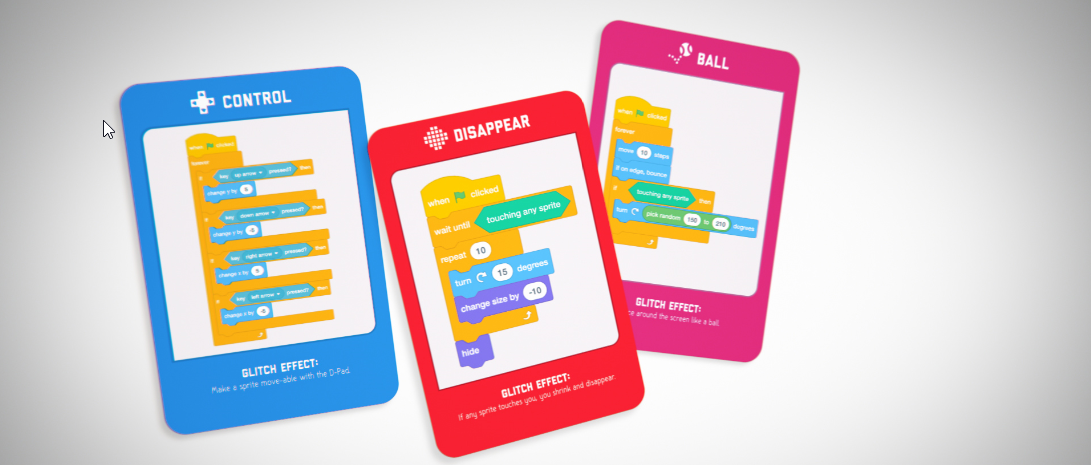 CONTROL
when clicked
forever
if key up arrow pressed? then
change y by 5
if key down arrow pressed? then
change y by -5
if key right arrow pressed? then
change x by 5
if key left arrow pressed? then
change x by -5
GLITCH EFFECT:
Make a sprite move-able with the D-Pad.
DISAPPEAR
when clicked
wait until touching any sprite
repeat 10
turn 15 degrees
change size by -10
hide
GLITCH EFFECT:
If any sprite touches you, you shrink and disappear.
BALL
when clicked
forever
move 10 steps
if on edge, bounce
if touching any sprite then
turn pick random 150 to 210 degrees
GLITCH EFFECT:
around the screen like a ball.